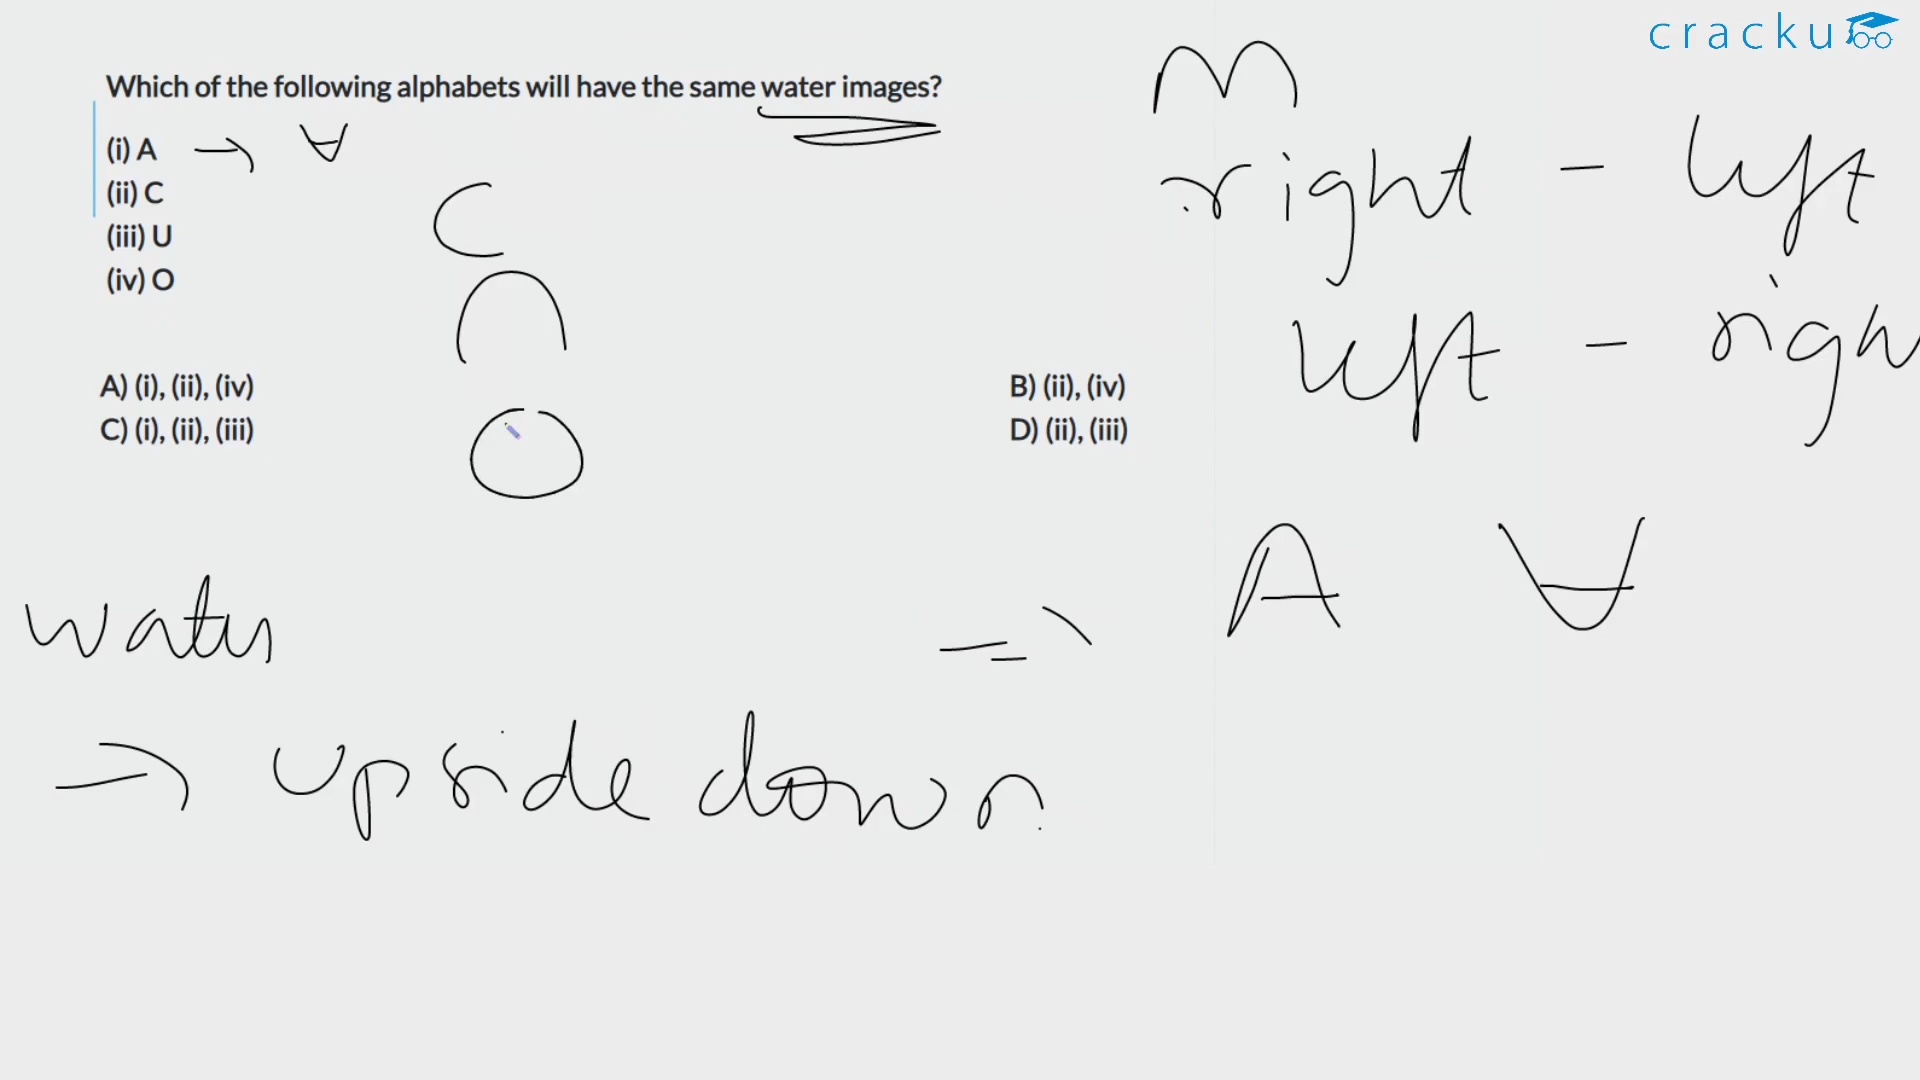 cracku
Which of the following alphabets will have the same water images?
(i) A → ∀
(ii) C
(iii) U
(iv) O
C
∩
O
A) (i), (ii), (iv)
B) (ii), (iv)
C) (i), (ii), (iii)
D) (ii), (iii)
M
right - left
left - righ
A ∀
water
→ upside down